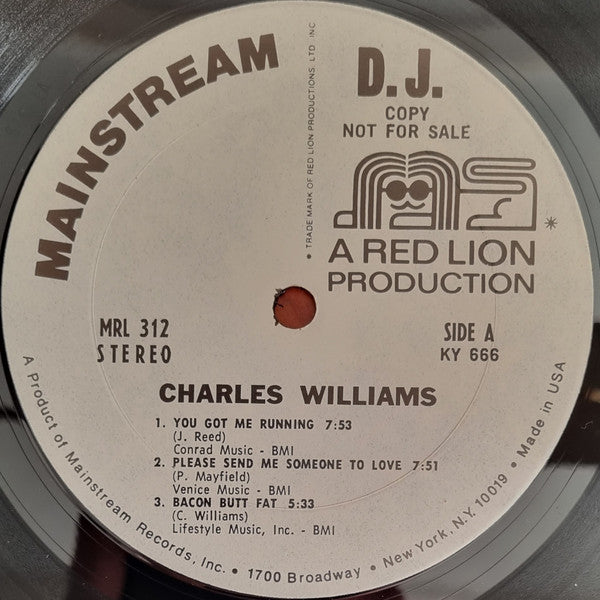 MAINSTREAM
• TRADE MARK OF RED LION PRODUCTIONS LTD. INC.
D.J.
COPY
NOT FOR SALE
ms*
A RED LION
PRODUCTION
MRL 312
STEREO
SIDE A
KY 666
CHARLES WILLIAMS
1. YOU GOT ME RUNNING 7:53
(J. Reed)
Conrad Music - BMI
2. PLEASE SEND ME SOMEONE TO LOVE 7:51
(P. Mayfield)
Venice Music - BMI
3. BACON BUTT FAT 5:33
(C. Williams)
Lifestyle Music, Inc. - BMI
A Product of Mainstream Records, Inc. • 1700 Broadway • New York, N.Y. 10019 • Made in USA